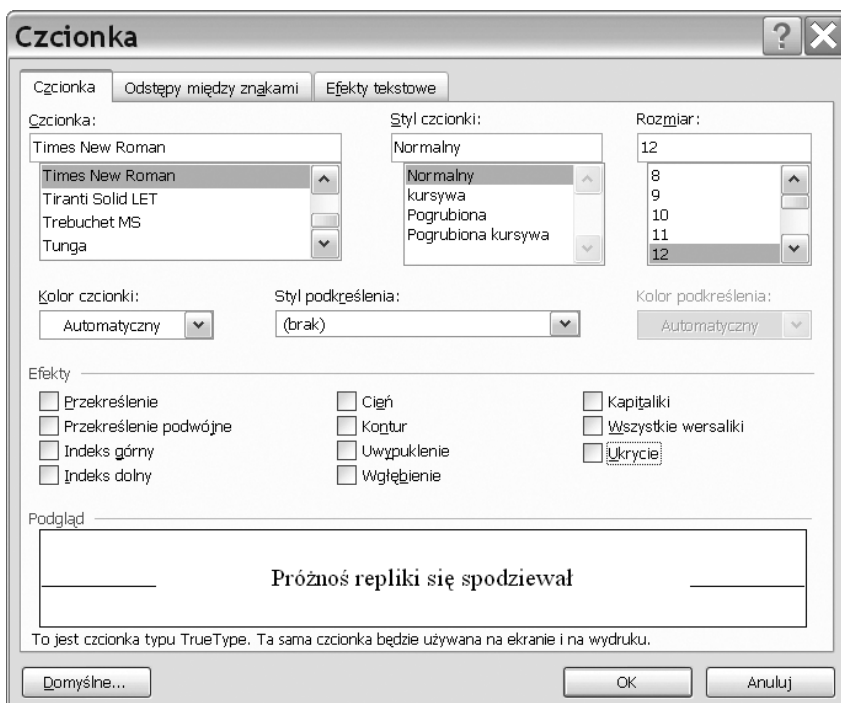 Czcionka
Czcionka Odstępy między znakami Efekty tekstowe
Czcionka: Styl czcionki: Rozmiar:
Times New Roman Normalny 12
Times New Roman Normalny 8
Tiranti Solid LET kursywa 9
Trebuchet MS Pogrubiona 10
Tunga Pogrubiona kursywa 11
12
Kolor czcionki: Styl podkreślenia: Kolor podkreślenia:
Automatyczny (brak) Automatyczny
Efekty
Przekreślenie Cień Kapitaliki
Przekreślenie podwójne Kontur Wszystkie wersaliki
Indeks górny Uwypuklenie Ukrycie
Indeks dolny Wgłębienie
Podgląd
Próżnoś repliki się spodziewał
To jest czcionka typu TrueType. Ta sama czcionka będzie używana na ekranie i na wydruku.
Domyślne... OK Anuluj